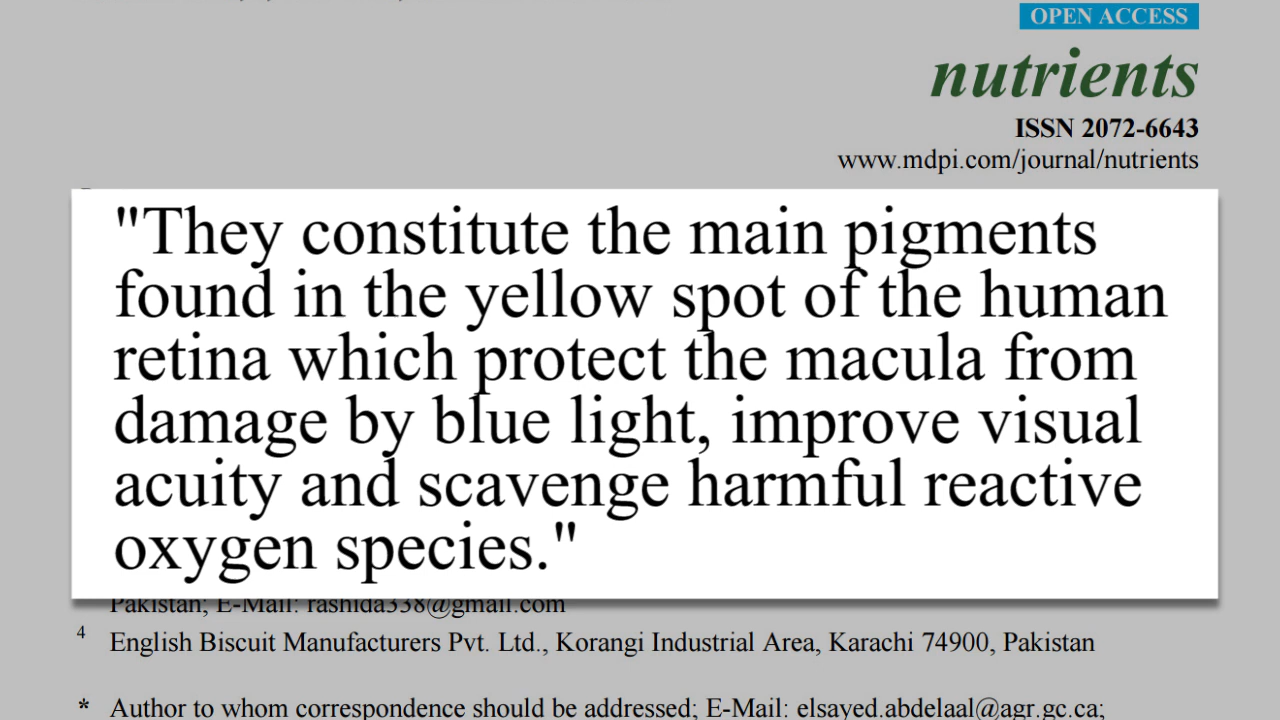 OPEN ACCESS
nutrients
ISSN 2072-6643
www.mdpi.com/journal/nutrients
"They constitute the main pigments
found in the yellow spot of the human
retina which protect the macula from
damage by blue light, improve visual
acuity and scavenge harmful reactive
oxygen species."
Pakistan; E-Mail: rashida338@gmail.com
4 English Biscuit Manufacturers Pvt. Ltd., Korangi Industrial Area, Karachi 74900, Pakistan
* Author to whom correspondence should be addressed; E-Mail: elsayed.abdelaal@agr.gc.ca;